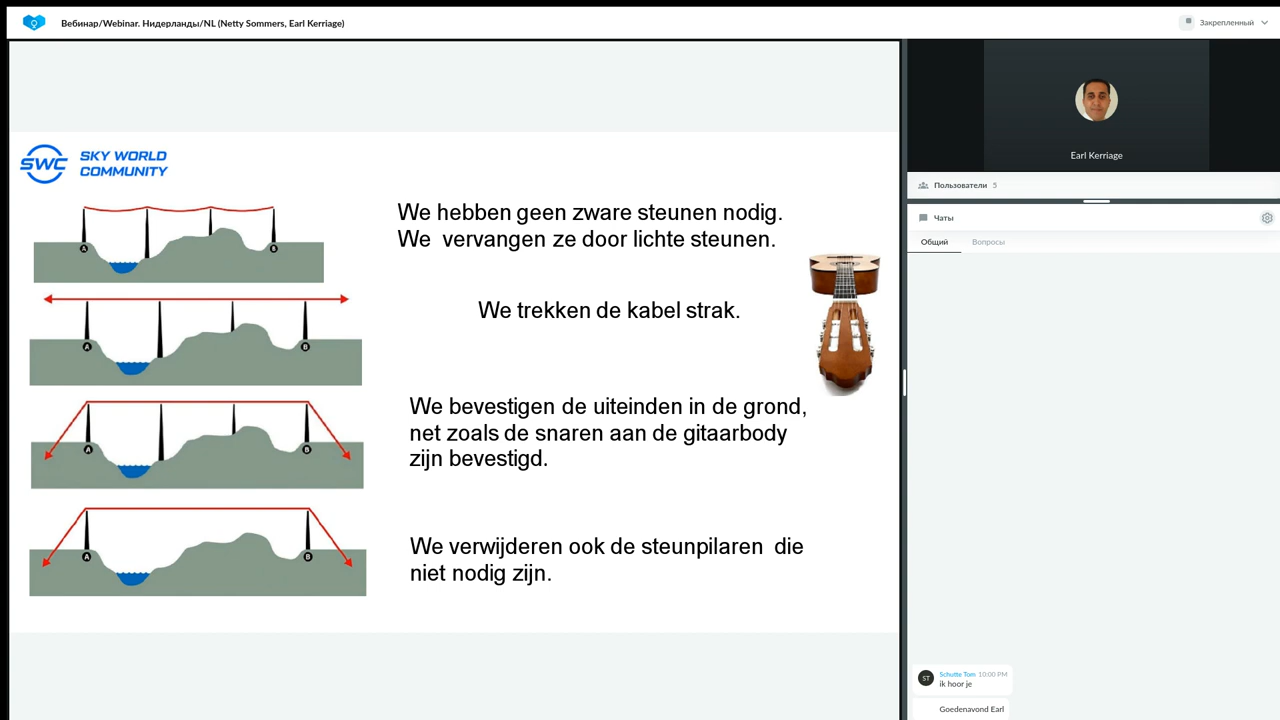 Вебинар/Webinar. Нидерланды/NL (Netty Sommers, Earl Kerriage)
Закрепленный
SWC SKY WORLD
COMMUNITY
We hebben geen zware steunen nodig.
We vervangen ze door lichte steunen.
A B
We trekken de kabel strak.
A B
We bevestigen de uiteinden in de grond,
net zoals de snaren aan de gitaarbody
zijn bevestigd.
A B
We verwijderen ook de steunpilaren die
niet nodig zijn.
A B
Earl Kerriage
Пользователи 5
Чаты
Общий Вопросы
ST Schutte Tom 10:00 PM
ik hoor je
Goedenavond Earl